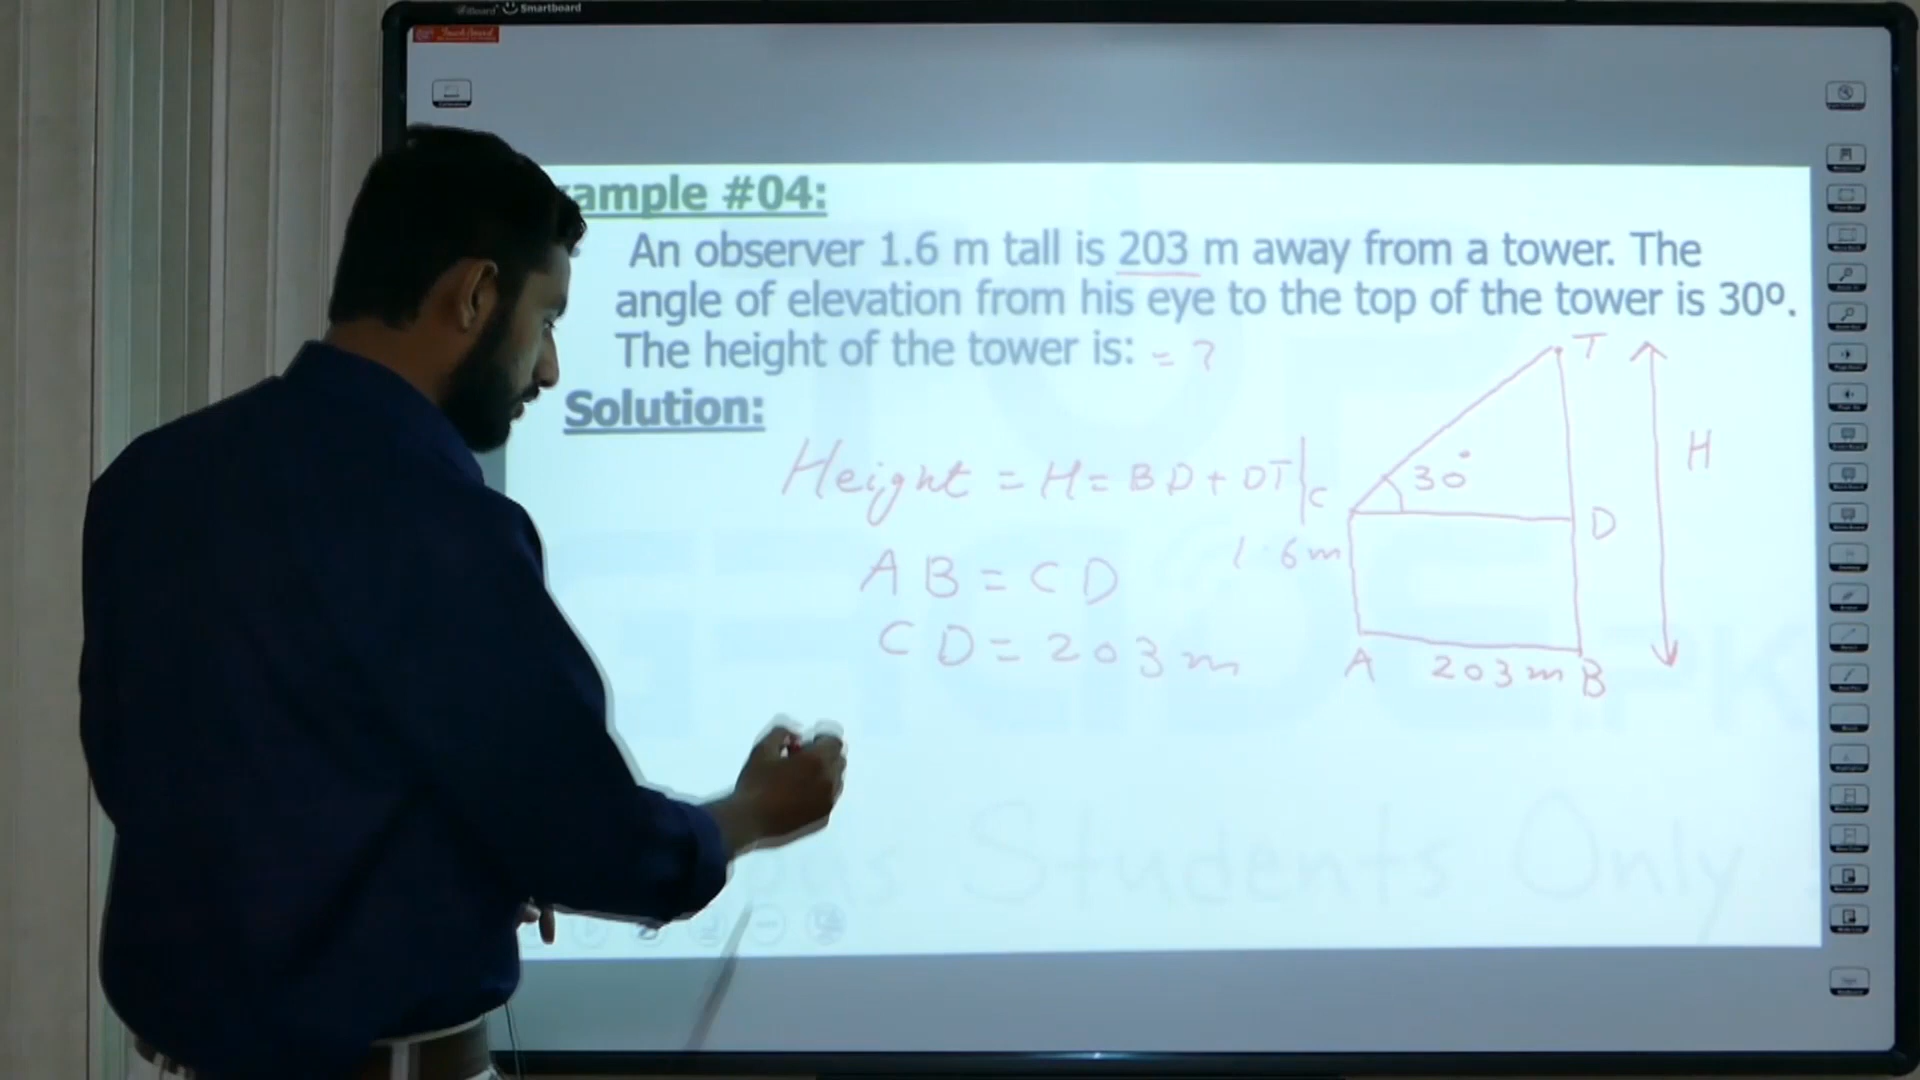 Smartboard
ample #04:
An observer 1.6 m tall is 203 m away from a tower. The
angle of elevation from his eye to the top of the tower is 30º.
The height of the tower is: = ?
Solution:
T
Height = H = BD + DT
C
30°
H
D
1.6m
AB = CD
CD = 203 m
A
203m
B
Students Only